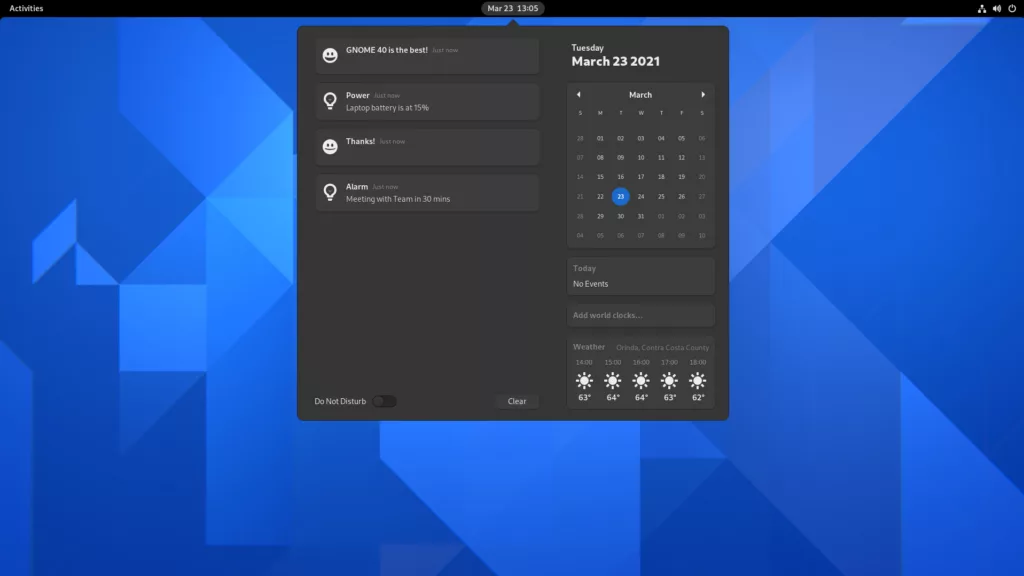 Activities
Mar 23 13:05
GNOME 40 is the best! Just now
Power Just now
Laptop battery is at 15%
Thanks! Just now
Alarm Just now
Meeting with Team in 30 mins
Do Not Disturb
Clear
Tuesday
March 23 2021
March
S M T W T F S
28 01 02 03 04 05 06
07 08 09 10 11 12 13
14 15 16 17 18 19 20
21 22 23 24 25 26 27
28 29 30 31 01 02 03
04 05 06 07 08 09 10
Today
No Events
Add world clocks...
Weather Orinda, Contra Costa County
14:00 15:00 16:00 17:00 18:00
63° 64° 64° 63° 62°